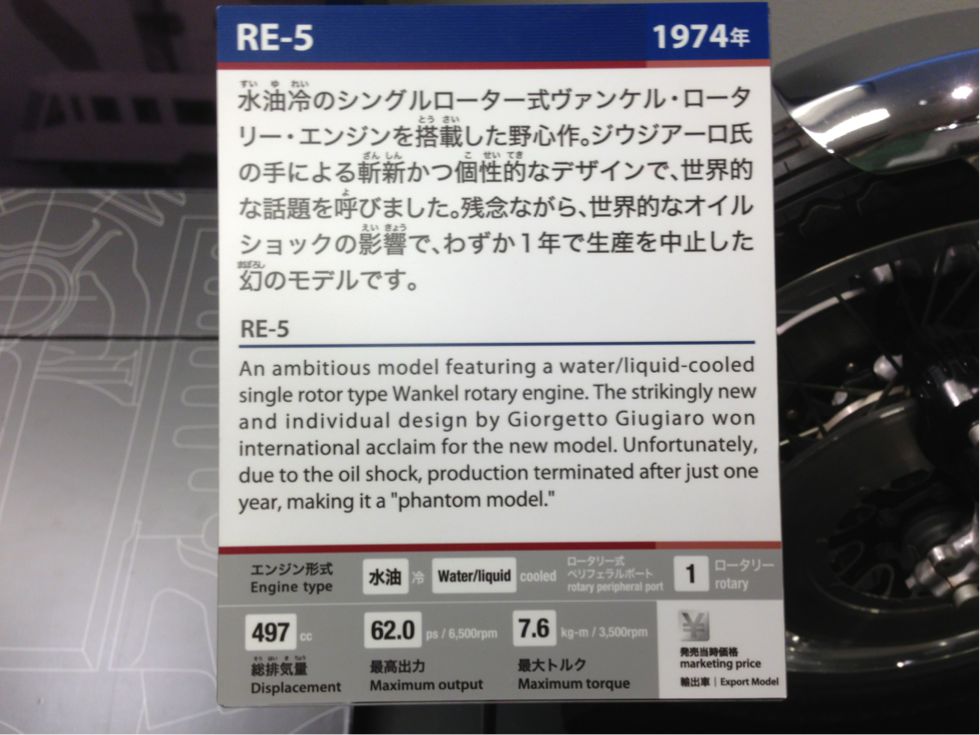 RE-5
1974年
水油冷のシングルローター式ヴァンケル・ロータ
リー・エンジンを搭載した野心作。ジウジアーロ氏
の手による斬新かつ個性的なデザインで、世界的
な話題を呼びました。残念ながら、世界的なオイル
ショックの影響で、わずか1年で生産を中止した
幻のモデルです。
RE-5
An ambitious model featuring a water/liquid-cooled
single rotor type Wankel rotary engine. The strikingly new
and individual design by Giorgetto Giugiaro won
international acclaim for the new model. Unfortunately,
due to the oil shock, production terminated after just one
year, making it a "phantom model."
エンジン形式
Engine type
水油 冷 Water/liquid cooled
ロータリー式
ペリフェラルポート
rotary peripheral port
1 ロータリー
rotary
497 cc
総排気量
Displacement
62.0 ps / 6,500rpm
最高出力
Maximum output
7.6 kg-m / 3,500rpm
最大トルク
Maximum torque
¥
発売当時価格
marketing price
輸出車 | Export Model